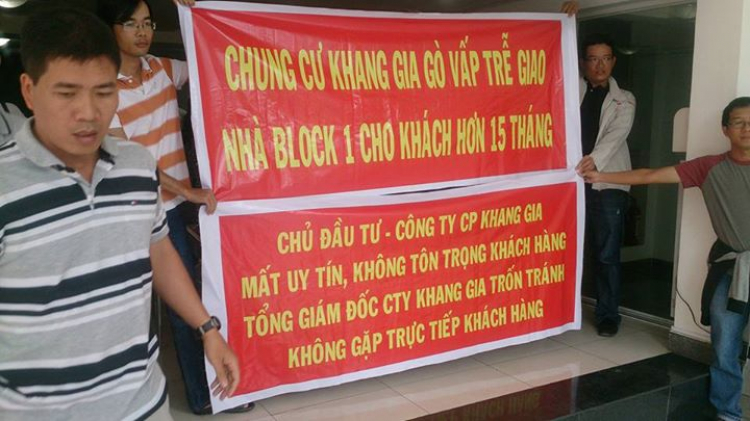 CHUNG CƯ KHANG GIA GÒ VẤP TRỄ GIAO
NHÀ BLOCK 1 CHO KHÁCH HƠN 15 THÁNG
CHỦ ĐẦU TƯ - CÔNG TY CP KHANG GIA
MẤT UY TÍN, KHÔNG TÔN TRỌNG KHÁCH HÀNG
TỔNG GIÁM ĐỐC CTY KHANG GIA TRỐN TRÁNH
KHÔNG GẶP TRỰC TIẾP KHÁCH HÀNG